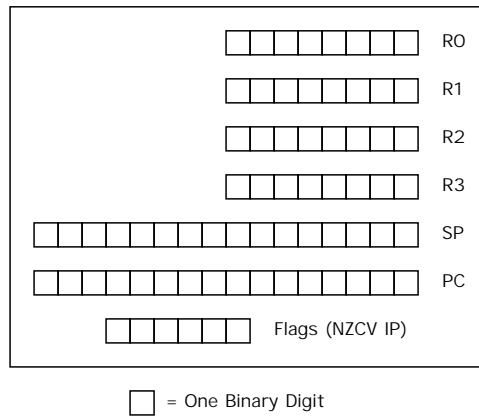 R0
R1
R2
R3
SP
PC
Flags (NZCV IP)
= One Binary Digit